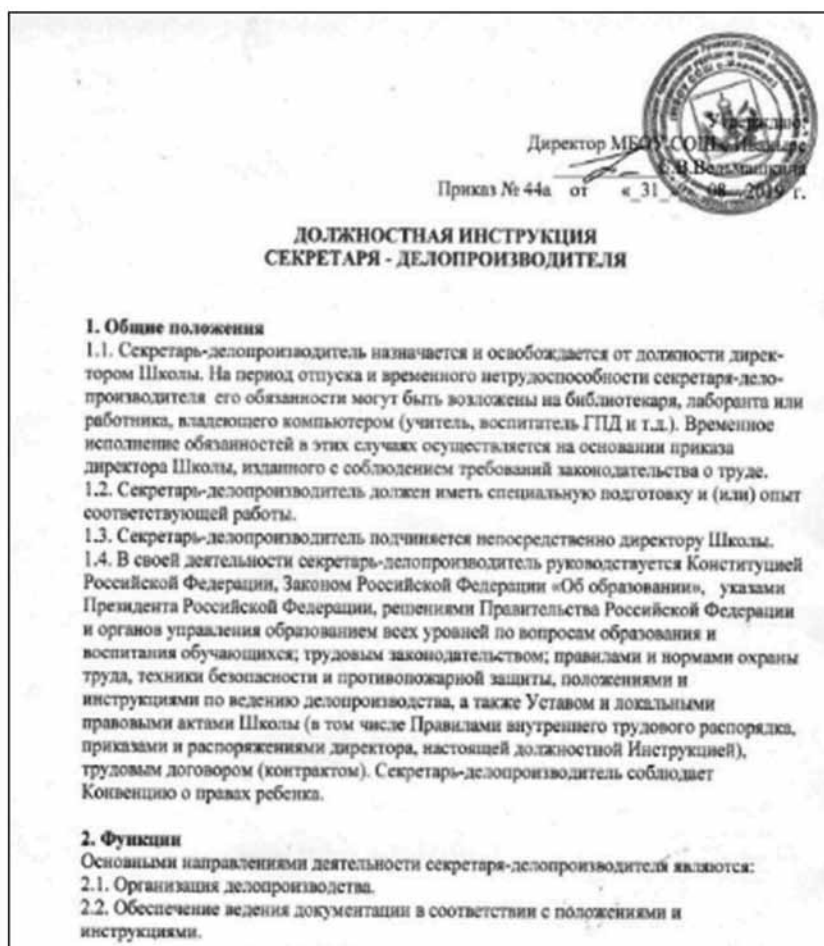 Утверждаю:
Директор МБОУ СОШ с.Ивановыре
С.В.Ведьмашкина
Приказ № 44а от «_31_» 08 2019 г.
ДОЛЖНОСТНАЯ ИНСТРУКЦИЯ
СЕКРЕТАРЯ - ДЕЛОПРОИЗВОДИТЕЛЯ
1. Общие положения
1.1. Секретарь-делопроизводитель назначается и освобождается от должности дирек-
тором Школы. На период отпуска и временного нетрудоспособности секретаря-дело-
производителя его обязанности могут быть возложены на библиотекаря, лаборанта или
работника, владеющего компьютером (учитель, воспитатель ГПД и т.д.). Временное
исполнение обязанностей в этих случаях осуществляется на основании приказа
директора Школы, изданного с соблюдением требований законодательства о труде.
1.2. Секретарь-делопроизводитель должен иметь специальную подготовку и (или) опыт
соответствующей работы.
1.3. Секретарь-делопроизводитель подчиняется непосредственно директору Школы.
1.4. В своей деятельности секретарь-делопроизводитель руководствуется Конституцией
Российской Федерации, Законом Российской Федерации «Об образовании», указами
Президента Российской Федерации, решениями Правительства Российской Федерации
и органов управления образованием всех уровней по вопросам образования и
воспитания обучающихся; трудовым законодательством; правилами и нормами охраны
труда, техники безопасности и противопожарной защиты, положениями и
инструкциями по ведению делопроизводства, а также Уставом и локальными
правовыми актами Школы (в том числе Правилами внутреннего трудового распорядка,
приказами и распоряжениями директора, настоящей должностной Инструкцией),
трудовым договором (контрактом). Секретарь-делопроизводитель соблюдает
Конвенцию о правах ребенка.
2. Функции
Основными направлениями деятельности секретаря-делопроизводителя являются:
2.1. Организация делопроизводства.
2.2. Обеспечение ведения документации в соответствии с положениями и
инструкциями.